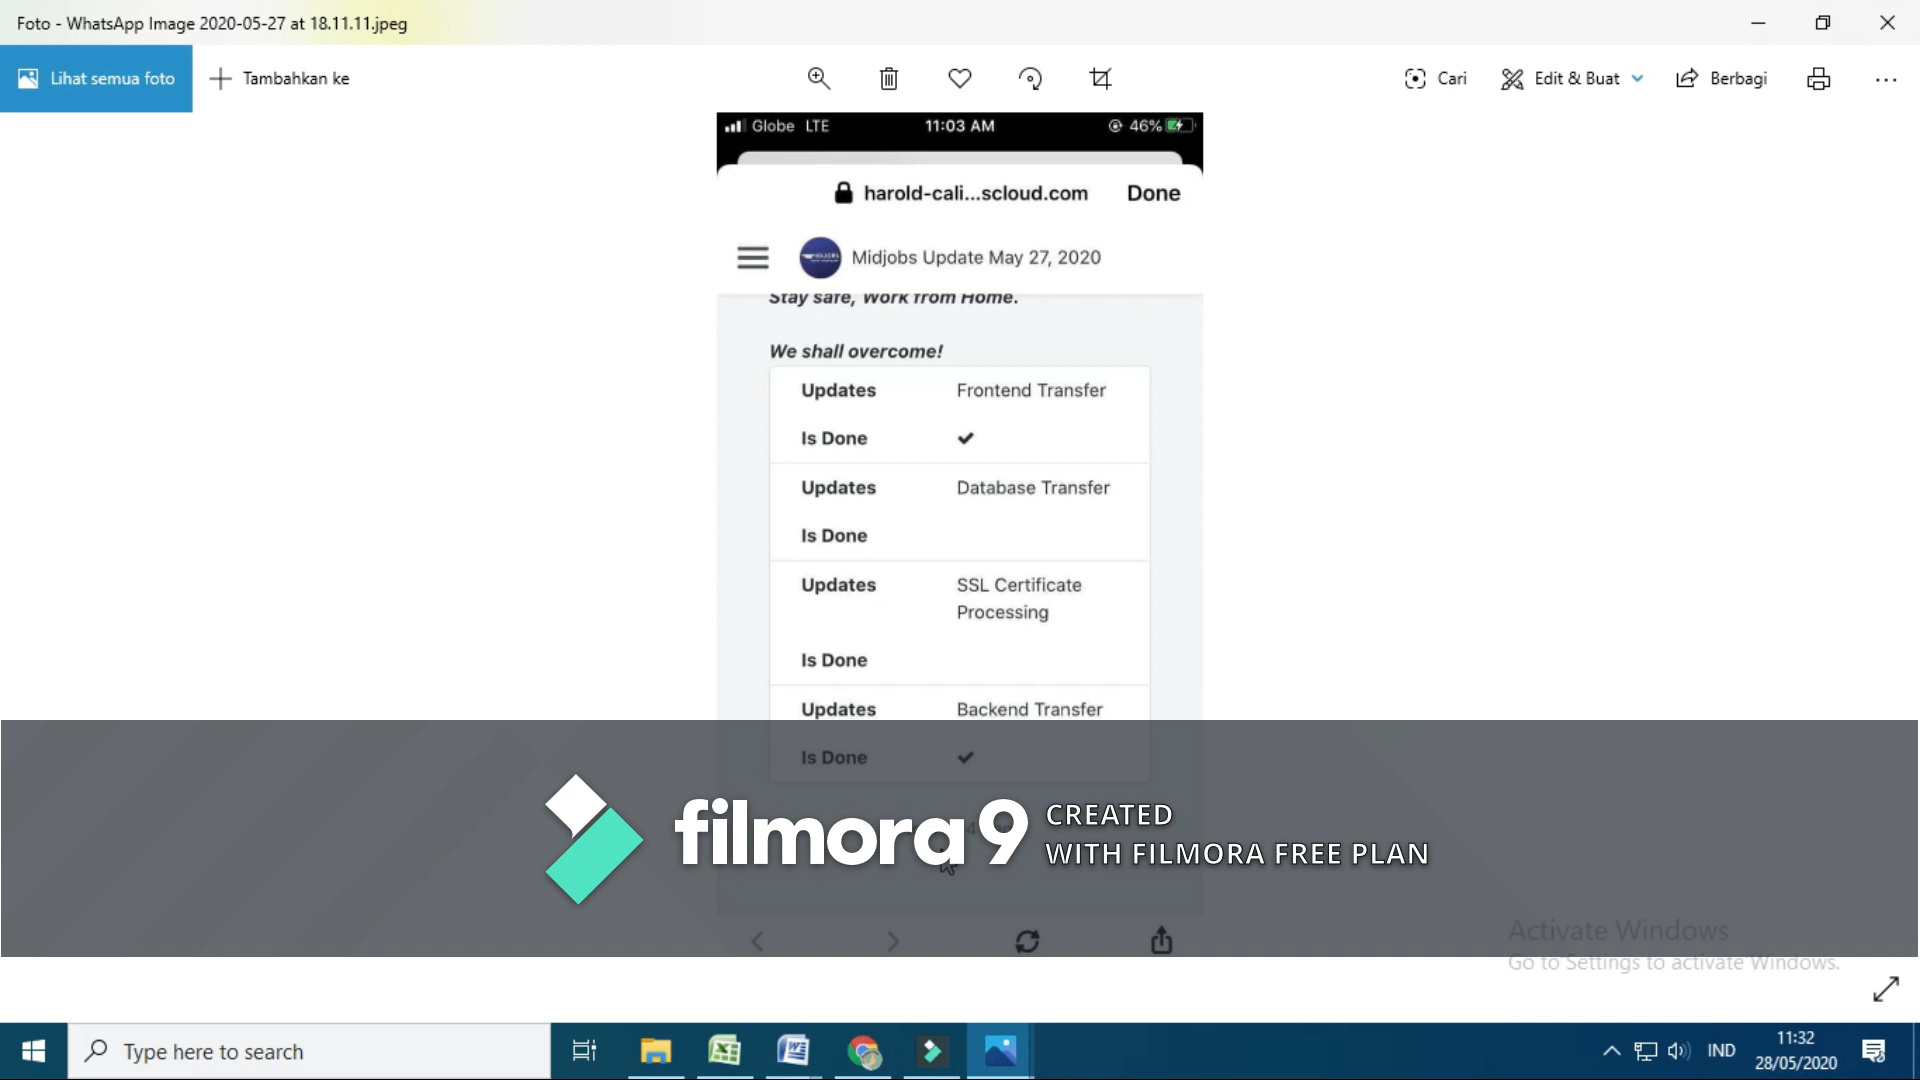 Foto - WhatsApp Image 2020-05-27 at 18.11.11.jpeg
Lihat semua foto
Tambahkan ke
Cari
Edit & Buat
Berbagi
Globe LTE
11:03 AM
46%
harold-cali...scloud.com
Done
MIDJOBS
Midjobs Update May 27, 2020
Stay safe, Work from Home.
We shall overcome!
Updates Frontend Transfer
Is Done
Updates Database Transfer
Is Done
Updates SSL Certificate
Processing
Is Done
Updates Backend Transfer
Is Done
filmora9
CREATED
WITH FILMORA FREE PLAN
Activate Windows
Go to Settings to activate Windows.
Type here to search
IND
11:32
28/05/2020